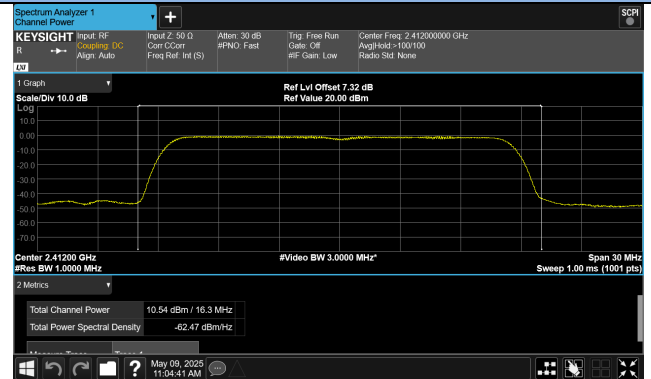 Spectrum Analyzer 1
Channel Power
SCPI
KEYSIGHT
R
LXI
Input: RF
Coupling: DC
Align: Auto
Input Z: 50 Ω
Corr CCorr
Freq Ref: Int (S)
Atten: 30 dB
#PNO: Fast
Trig: Free Run
Gate: Off
#IF Gain: Low
Center Freq: 2.412000000 GHz
Avg|Hold:>100/100
Radio Std: None
1 Graph
Scale/Div 10.0 dB
Ref Lvl Offset 7.32 dB
Ref Value 20.00 dBm
Log
10.0
0.00
-10.0
-20.0
-30.0
-40.0
-50.0
-60.0
-70.0
Center 2.41200 GHz
#Video BW 3.0000 MHz*
Span 30 MHz
#Res BW 1.0000 MHz
Sweep 1.00 ms (1001 pts)
2 Metrics
Total Channel Power 10.54 dBm / 16.3 MHz
Total Power Spectral Density -62.47 dBm/Hz
Measure Trace Trace 1
?
May 09, 2025
11:04:41 AM